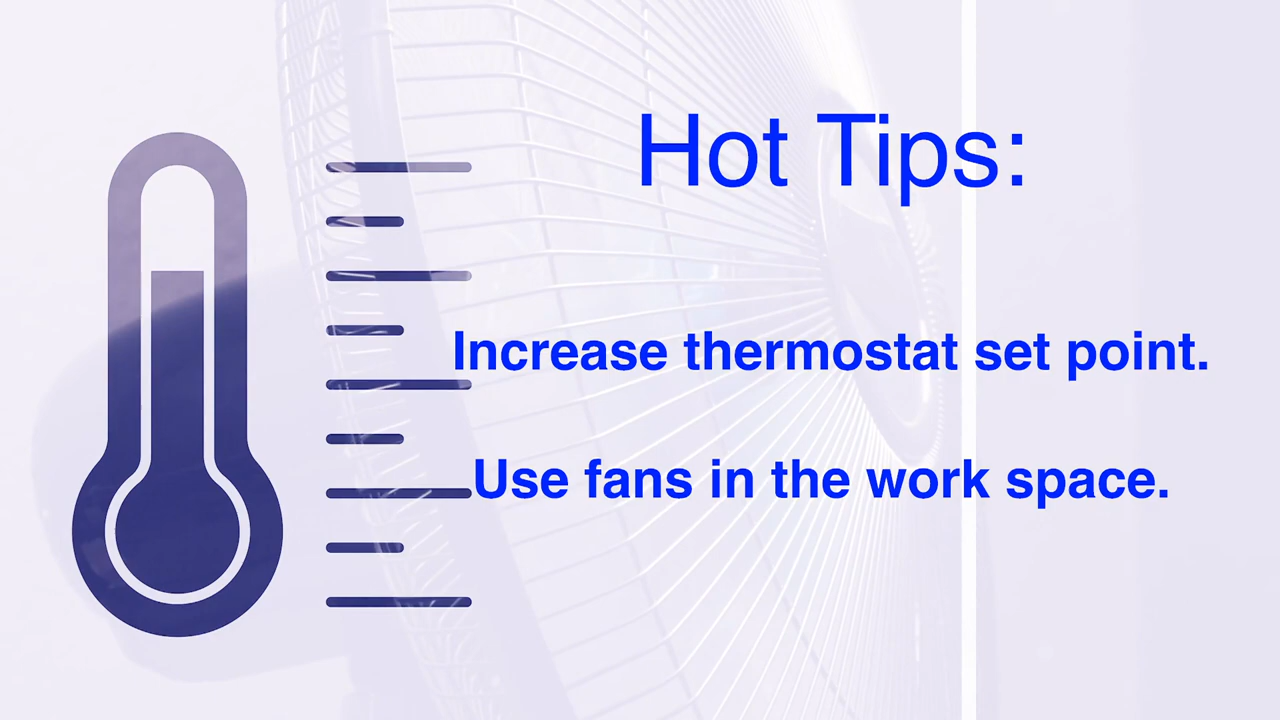 Hot Tips:
Increase thermostat set point.
Use fans in the work space.